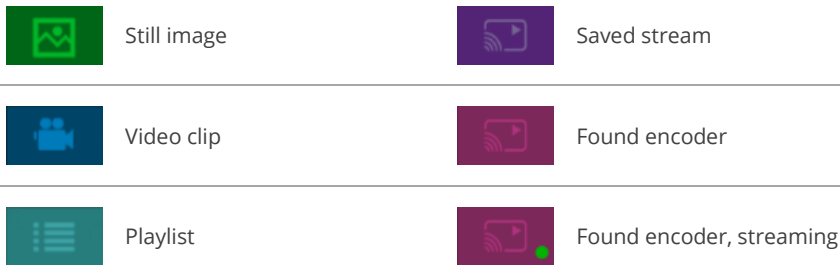 Still image
Saved stream
Video clip
Found encoder
Playlist
Found encoder, streaming